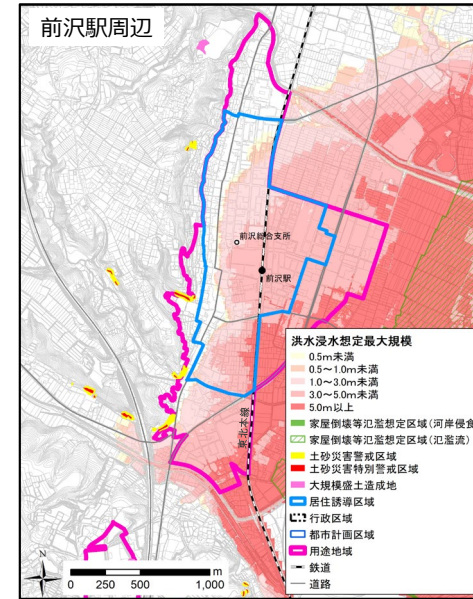 前沢駅周辺
前沢総合支所
前沢駅
東北本線
洪水浸水想定最大規模
0.5m未満
0.5~1.0m未満
1.0~3.0m未満
3.0~5.0m未満
5.0m以上
家屋倒壊等氾濫想定区域(河岸侵食
家屋倒壊等氾濫想定区域(氾濫流)
土砂災害警戒区域
土砂災害特別警戒区域
大規模盛土造成地
居住誘導区域
行政区域
都市計画区域
用途地域
鉄道
道路
N
m
0 250 500 1,000